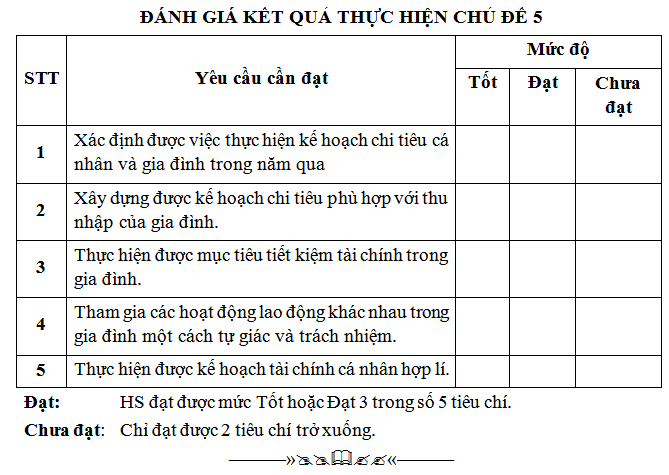 ĐÁNH GIÁ KẾT QUẢ THỰC HIỆN CHỦ ĐỀ 5
STT Yêu cầu cần đạt Mức độ
Tốt Đạt Chưa đạt
1 Xác định được việc thực hiện kế hoạch chi tiêu cá
nhân và gia đình trong năm qua
2 Xây dựng được kế hoạch chi tiêu phù hợp với thu
nhập của gia đình.
3 Thực hiện được mục tiêu tiết kiệm tài chính trong
gia đình.
4 Tham gia các hoạt động lao động khác nhau trong
gia đình một cách tự giác và trách nhiệm.
5 Thực hiện được kế hoạch tài chính cá nhân hợp lí.
Đạt: HS đạt được mức Tốt hoặc Đạt 3 trong số 5 tiêu chí.
Chưa đạt: Chỉ đạt được 2 tiêu chí trở xuống.